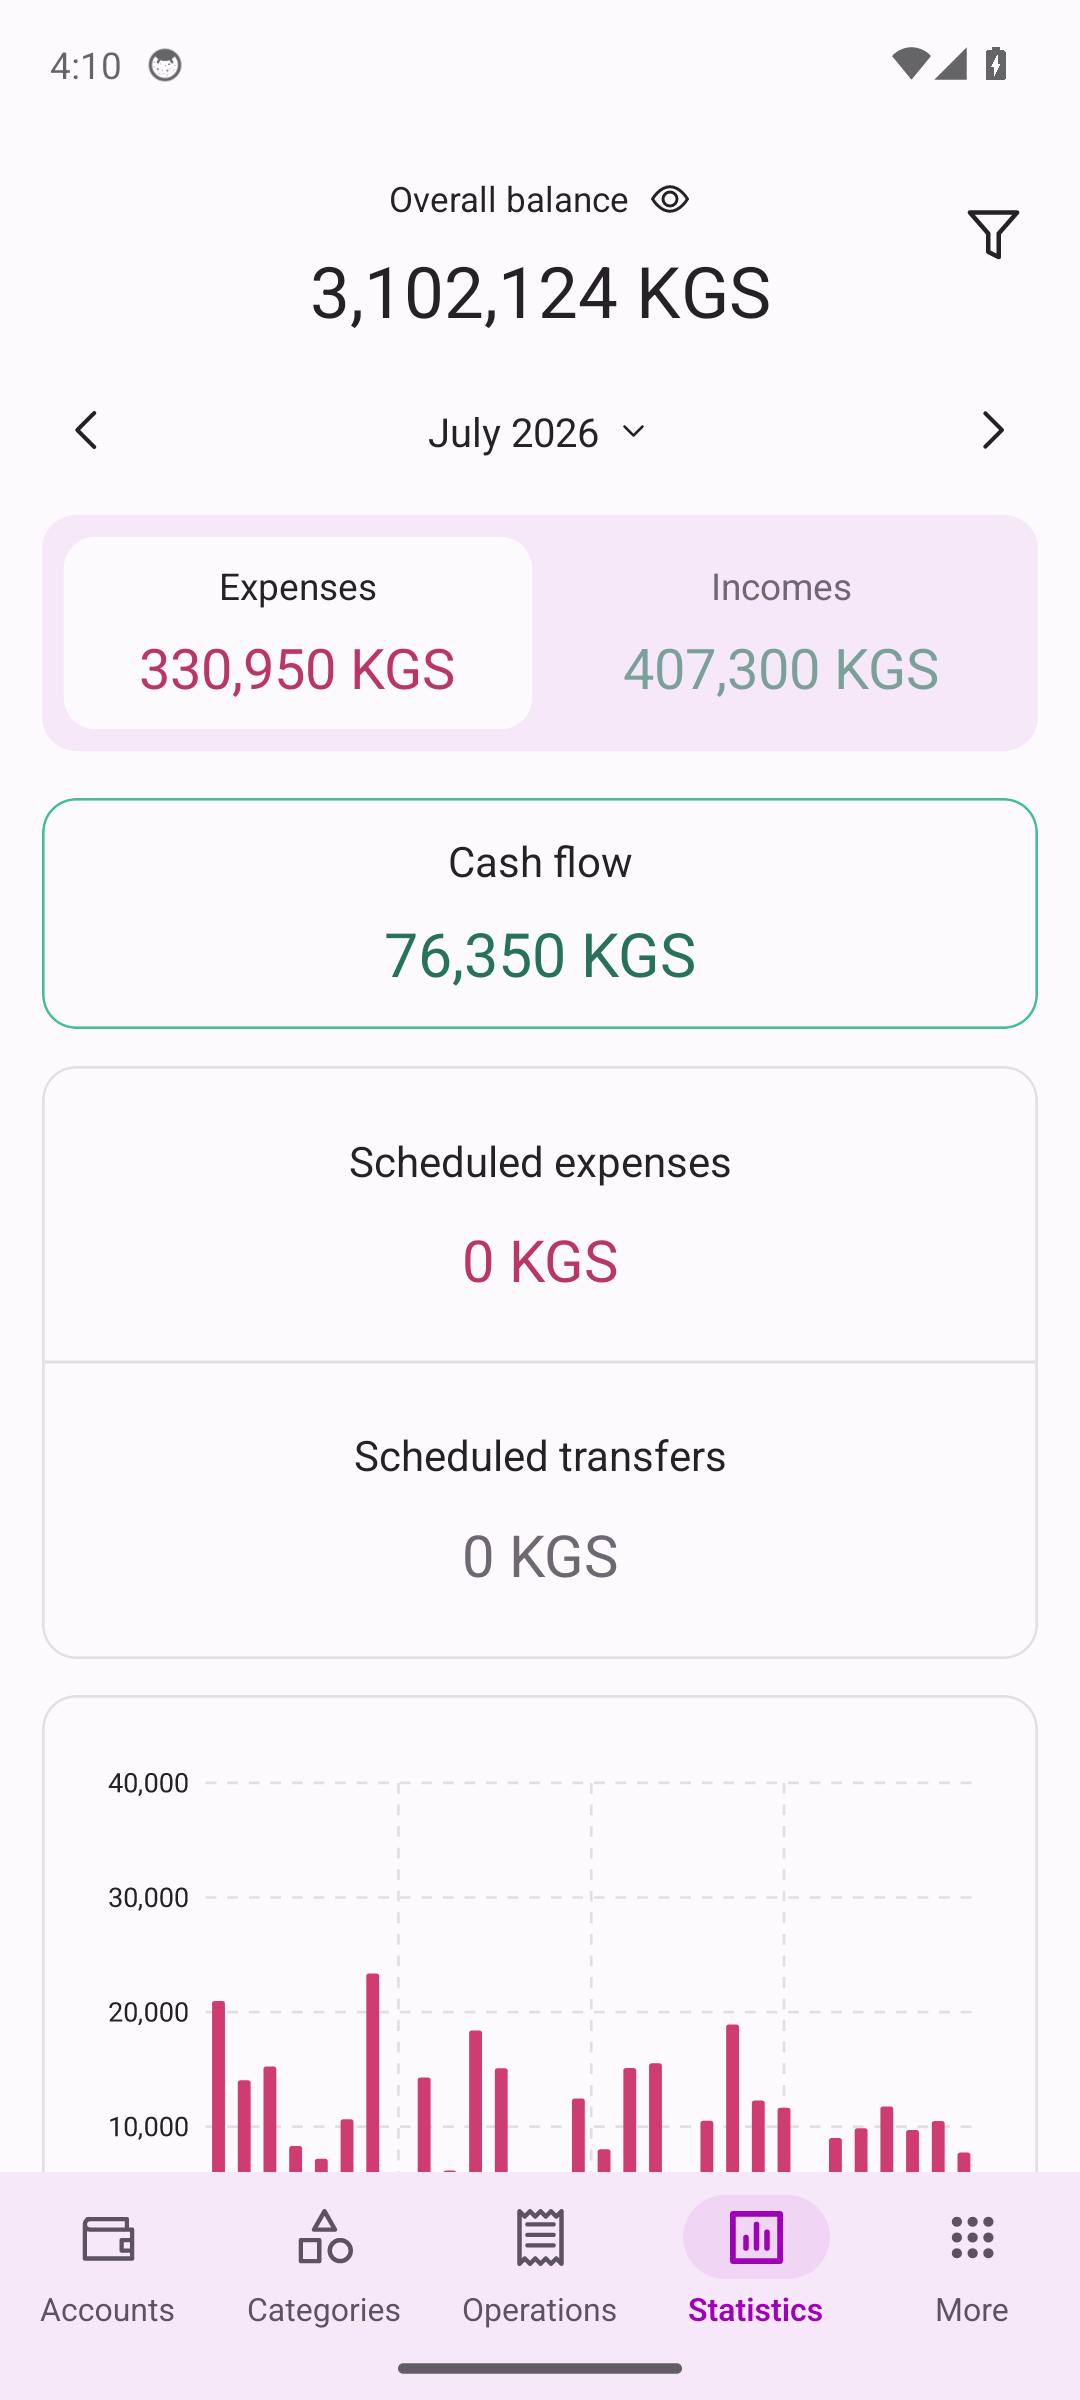 4:10
Overall balance
3,102,124 KGS
July 2026
Expenses
330,950 KGS
Incomes
407,300 KGS
Cash flow
76,350 KGS
Scheduled expenses
0 KGS
Scheduled transfers
0 KGS
40,000
30,000
20,000
10,000
Accounts
Categories
Operations
Statistics
More